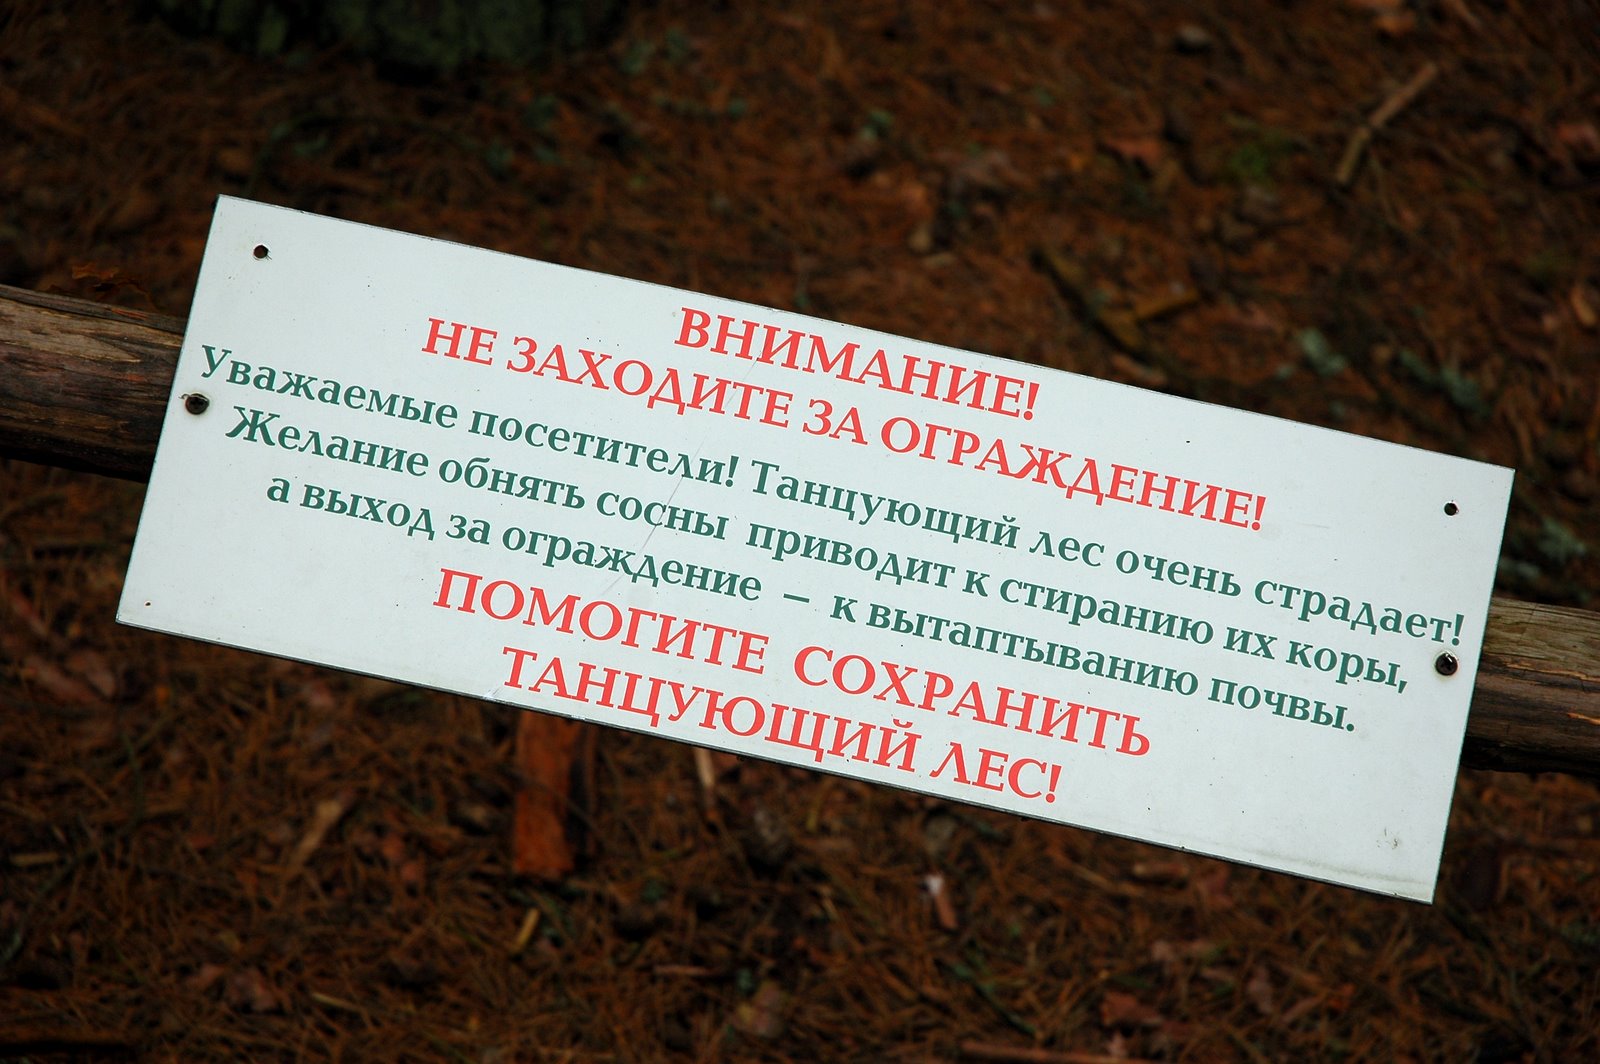 ВНИМАНИЕ!
НЕ ЗАХОДИТЕ ЗА ОГРАЖДЕНИЕ!
Уважаемые посетители! Танцующий лес очень страдает!
Желание обнять сосны приводит к стиранию их коры,
а выход за ограждение – к вытаптыванию почвы.
ПОМОГИТЕ СОХРАНИТЬ
ТАНЦУЮЩИЙ ЛЕС!